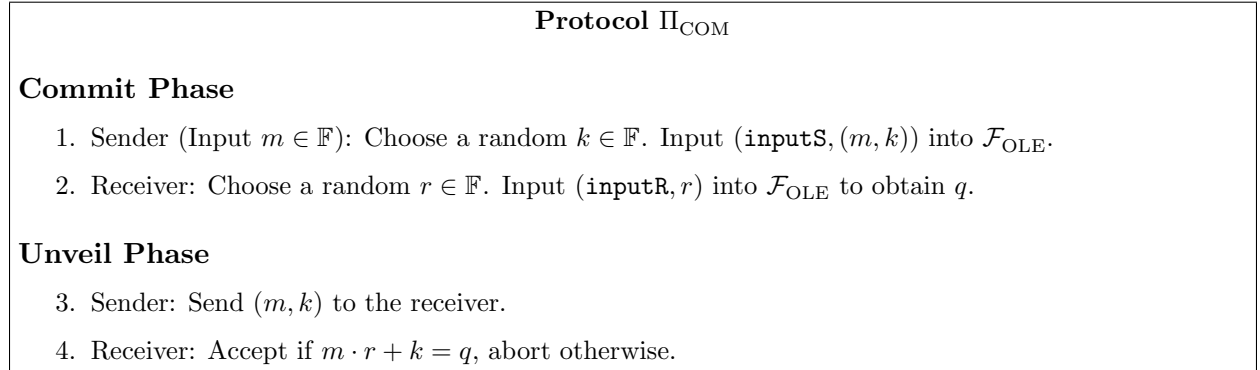 Protocol Π_COM
Commit Phase
1. Sender (Input m ∈ 𝔽): Choose a random k ∈ 𝔽. Input (inputS, (m, k)) into ℱ_OLE.
2. Receiver: Choose a random r ∈ 𝔽. Input (inputR, r) into ℱ_OLE to obtain q.
Unveil Phase
3. Sender: Send (m, k) to the receiver.
4. Receiver: Accept if m · r + k = q, abort otherwise.